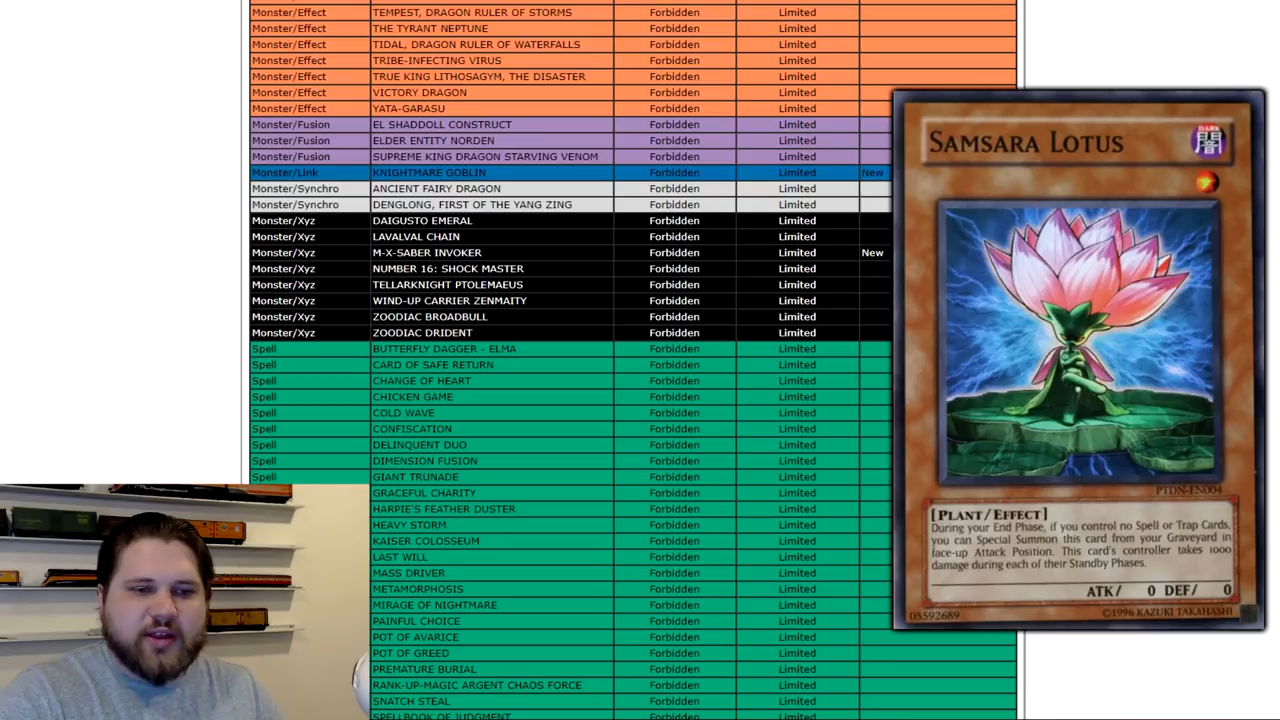 Monster/Effect TEMPEST, DRAGON RULER OF STORMS Forbidden Limited
Monster/Effect THE TYRANT NEPTUNE Forbidden Limited
Monster/Effect TIDAL, DRAGON RULER OF WATERFALLS Forbidden Limited
Monster/Effect TRIBE-INFECTING VIRUS Forbidden Limited
Monster/Effect TRUE KING LITHOSAGYM, THE DISASTER Forbidden Limited
Monster/Effect VICTORY DRAGON Forbidden Limited
Monster/Effect YATA-GARASU Forbidden Limited
Monster/Fusion EL SHADDOLL CONSTRUCT Forbidden Limited
Monster/Fusion ELDER ENTITY NORDEN Forbidden Limited
Monster/Fusion SUPREME KING DRAGON STARVING VENOM Forbidden Limited
Monster/Link KNIGHTMARE GOBLIN Forbidden Limited New
Monster/Synchro ANCIENT FAIRY DRAGON Forbidden Limited
Monster/Synchro DENGLONG, FIRST OF THE YANG ZING Forbidden Limited
Monster/Xyz DAIGUSTO EMERAL Forbidden Limited
Monster/Xyz LAVALVAL CHAIN Forbidden Limited
Monster/Xyz M-X-SABER INVOKER Forbidden Limited New
Monster/Xyz NUMBER 16: SHOCK MASTER Forbidden Limited
Monster/Xyz TELLARKNIGHT PTOLEMAEUS Forbidden Limited
Monster/Xyz WIND-UP CARRIER ZENMAITY Forbidden Limited
Monster/Xyz ZOODIAC BROADBULL Forbidden Limited
Monster/Xyz ZOODIAC DRIDENT Forbidden Limited
Spell BUTTERFLY DAGGER - ELMA Forbidden Limited
Spell CARD OF SAFE RETURN Forbidden Limited
Spell CHANGE OF HEART Forbidden Limited
Spell CHICKEN GAME Forbidden Limited
Spell COLD WAVE Forbidden Limited
Spell CONFISCATION Forbidden Limited
Spell DELINQUENT DUO Forbidden Limited
Spell DIMENSION FUSION Forbidden Limited
Spell GIANT TRUNADE Forbidden Limited
GRACEFUL CHARITY Forbidden Limited
HARPIE'S FEATHER DUSTER Forbidden Limited
HEAVY STORM Forbidden Limited
KAISER COLOSSEUM Forbidden Limited
LAST WILL Forbidden Limited
MASS DRIVER Forbidden Limited
METAMORPHOSIS Forbidden Limited
MIRAGE OF NIGHTMARE Forbidden Limited
PAINFUL CHOICE Forbidden Limited
POT OF AVARICE Forbidden Limited
POT OF GREED Forbidden Limited
PREMATURE BURIAL Forbidden Limited
RANK-UP-MAGIC ARGENT CHAOS FORCE Forbidden Limited
SNATCH STEAL Forbidden Limited
SPELLBOOK OF JUDGMENT Forbidden Limited
SAMSARA LOTUS
DARK
闇
PTDN-EN004
[PLANT/EFFECT]
During your End Phase, if you control no Spell or Trap Cards,
you can Special Summon this card from your Graveyard in
face-up Attack Position. This card's controller takes 1000
damage during each of their Standby Phases.
ATK/ 0 DEF/ 0
05592689 ©1996 KAZUKI TAKAHASHI